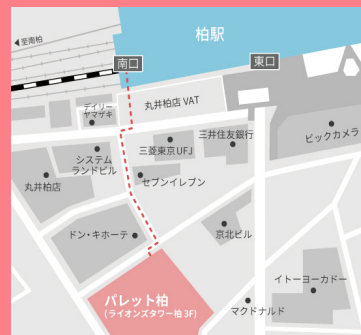 柏駅
◀至南柏
南口
東口
丸井柏店 VAT
デイリー
ヤマザキ
三井住友銀行
ビックカメラ
システム
ランドビル
三菱東京UFJ
丸井柏店
セブンイレブン
ドン・キホーテ
京北ビル
イトーヨーカドー
パレット柏
(ライオンズタワー柏 3F)
マクドナルド